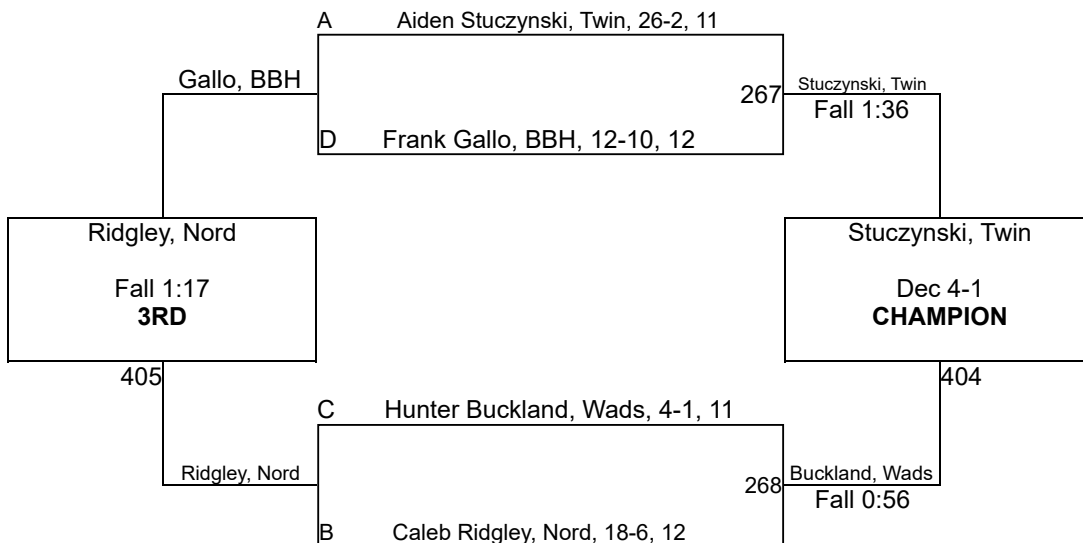 A Aiden Stuczynski, Twin, 26-2, 11
Gallo, BBH
267 Stuczynski, Twin
Fall 1:36
D Frank Gallo, BBH, 12-10, 12
Ridgley, Nord
Fall 1:17
3RD
405
Stuczynski, Twin
Dec 4-1
CHAMPION
404
C Hunter Buckland, Wads, 4-1, 11
Ridgley, Nord
268 Buckland, Wads
Fall 0:56
B Caleb Ridgley, Nord, 18-6, 12